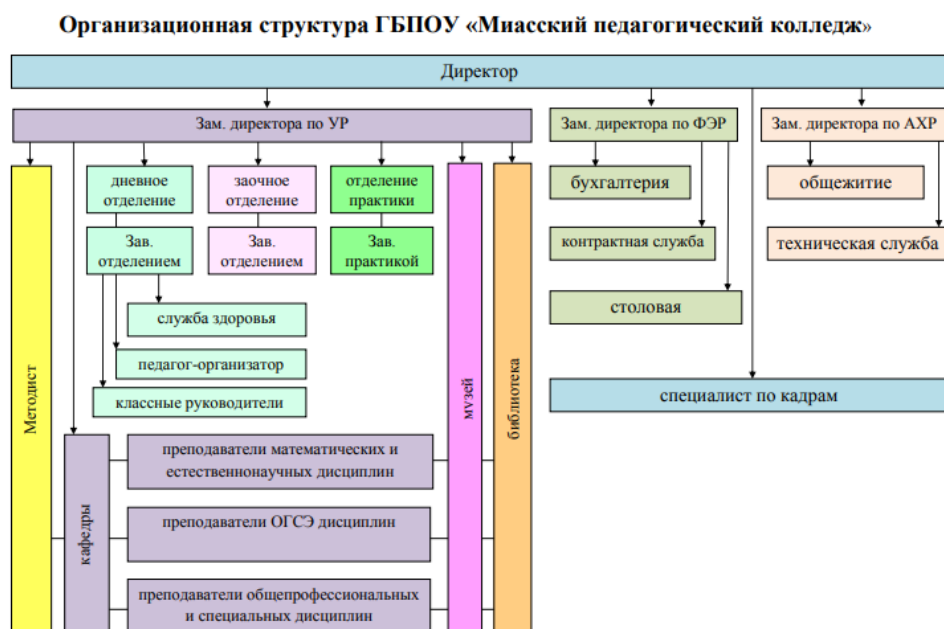 Организационная структура ГБПОУ «Миасский педагогический колледж»
Директор
Зам. директора по УР
Зам. директора по ФЭР
Зам. директора по АХР
Методист
дневное
отделение
заочное
отделение
отделение
практики
Зав.
отделением
Зав.
отделением
Зав.
практикой
служба здоровья
педагог-организатор
классные руководители
кафедры
преподаватели математических и
естественнонаучных дисциплин
преподаватели ОГСЭ дисциплин
преподаватели общепрофессиональных
и специальных дисциплин
музей
библиотека
бухгалтерия
контрактная служба
столовая
общежитие
техническая служба
специалист по кадрам